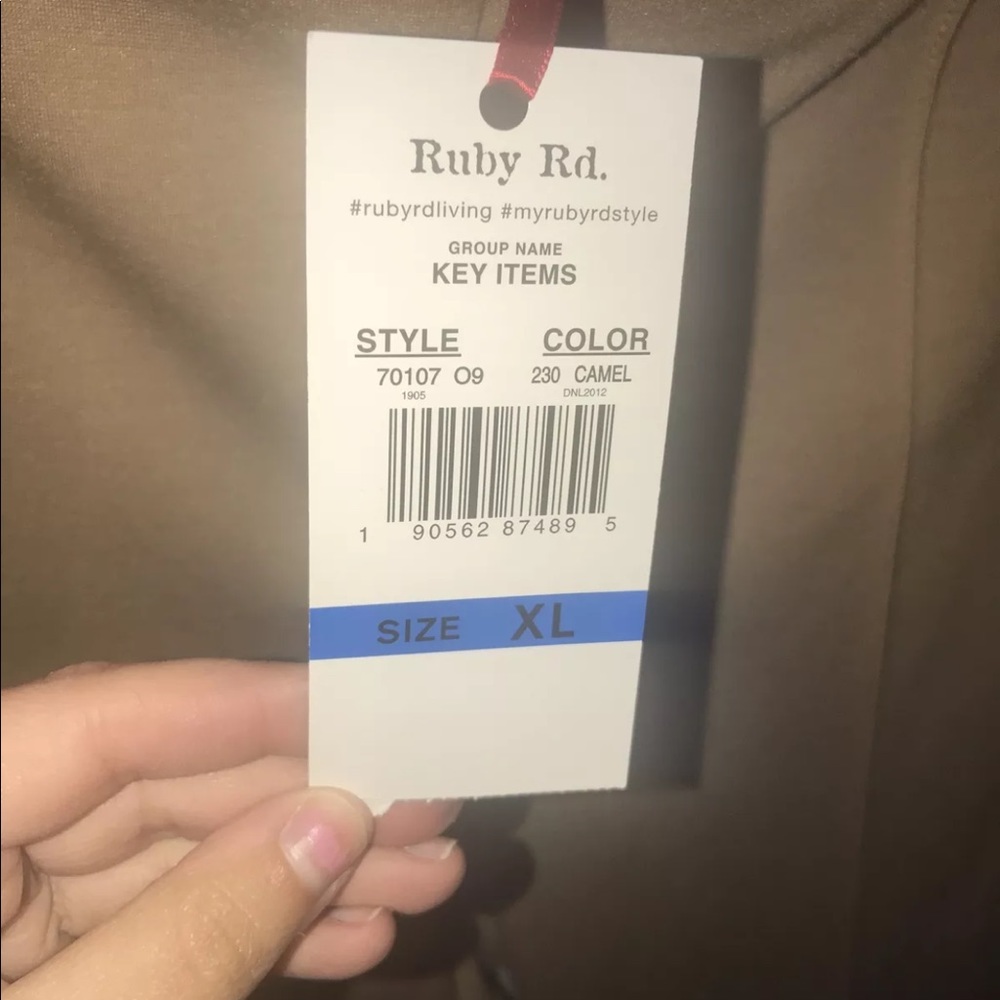 Ruby Rd.
#rubyrdliving #myrubyrdstyle
GROUP NAME
KEY ITEMS
STYLE COLOR
70107 O9 230 CAMEL
1905 DNL2012
1 90562 87489 5
SIZE XL